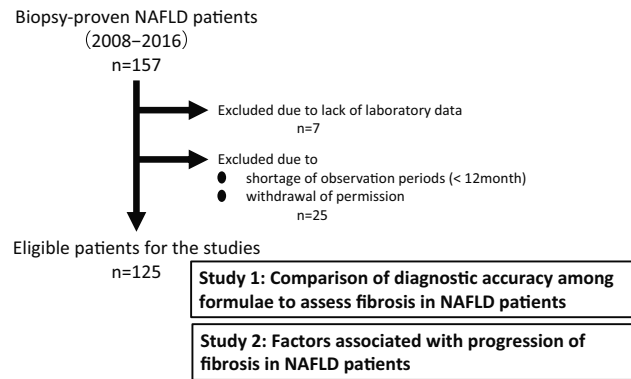 Biopsy-proven NAFLD patients
（2008−2016）
n=157
Excluded due to lack of laboratory data
n=7
Excluded due to
● shortage of observation periods (< 12month)
● withdrawal of permission
n=25
Eligible patients for the studies
n=125
Study 1: Comparison of diagnostic accuracy among
formulae to assess fibrosis in NAFLD patients
Study 2: Factors associated with progression of
fibrosis in NAFLD patients